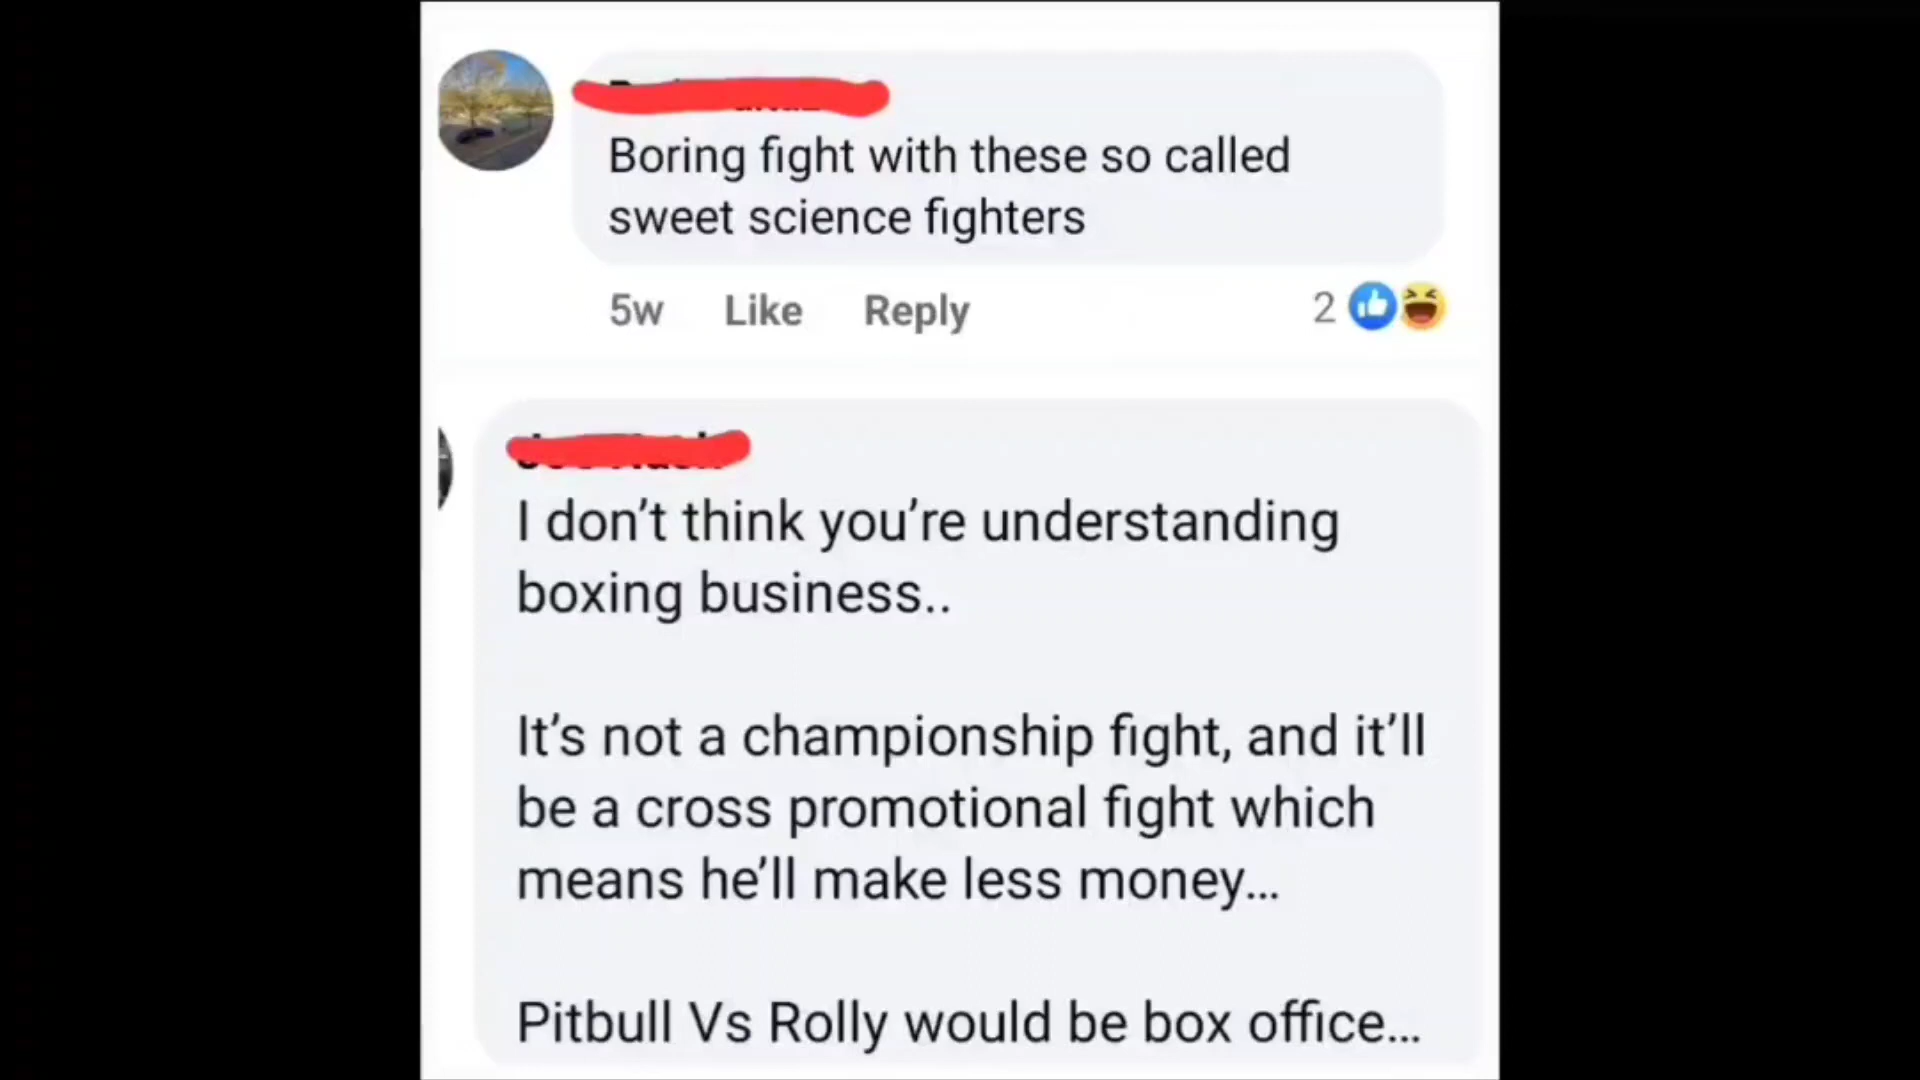 Boring fight with these so called
sweet science fighters
5w Like Reply 2
I don’t think you’re understanding
boxing business..
It’s not a championship fight, and it’ll
be a cross promotional fight which
means he’ll make less money...
Pitbull Vs Rolly would be box office...